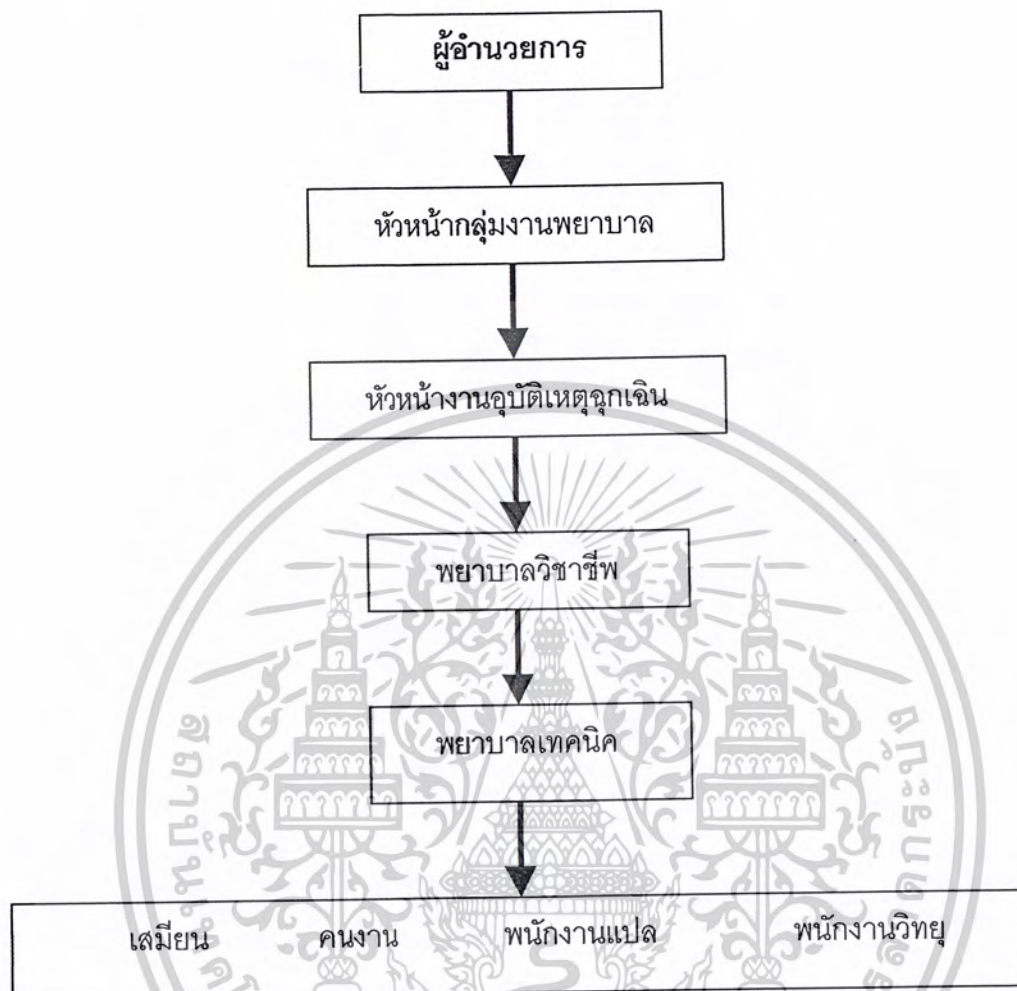 ผู้อำนวยการ
หัวหน้ากลุ่มงานพยาบาล
หัวหน้างานอุบัติเหตุฉุกเฉิน
พยาบาลวิชาชีพ
พยาบาลเทคนิค
เสมียน คนงาน พนักงานแปล พนักงานวิทยุ